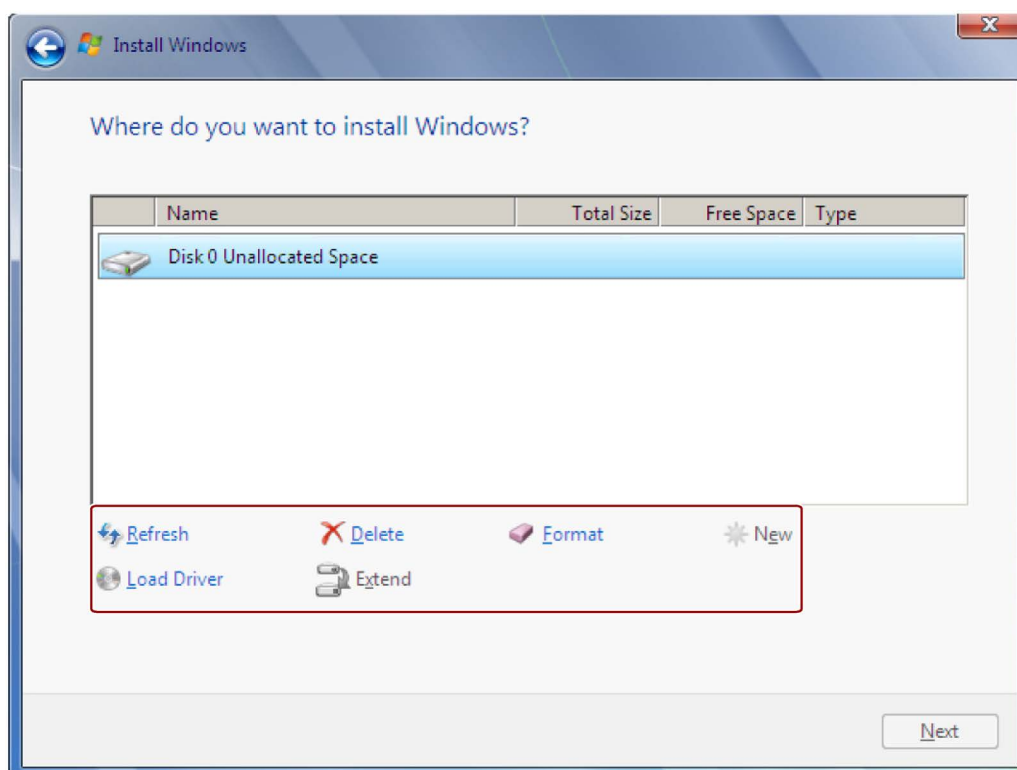 Install Windows
Where do you want to install Windows?
Name Total Size Free Space Type
Disk 0 Unallocated Space
Refresh Delete Format New
Load Driver Extend
Next